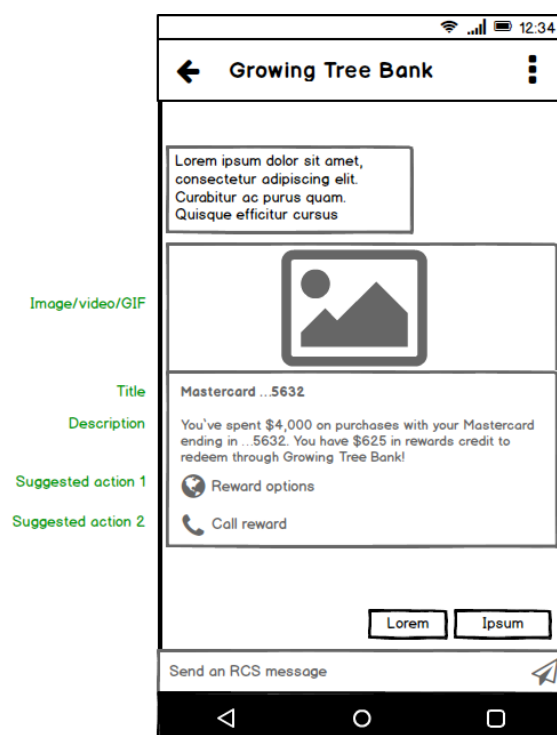 12:34
Growing Tree Bank
Lorem ipsum dolor sit amet,
consectetur adipiscing elit.
Curabitur ac purus quam.
Quisque efficitur cursus
Image/video/GIF
Title
Mastercard ...5632
Description
You`ve spent $4,000 on purchases with your Mastercard
ending in ...5632. You have $625 in rewards credit to
redeem through Growing Tree Bank!
Suggested action 1
Reward options
Suggested action 2
Call reward
Lorem
Ipsum
Send an RCS message